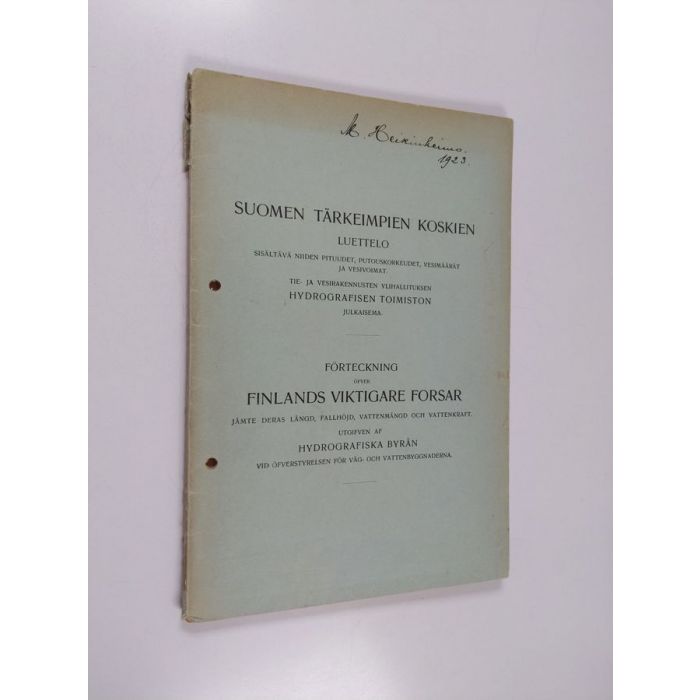 M. Heikinheimo.
1923.
SUOMEN TÄRKEIMPIEN KOSKIEN
LUETTELO
SISÄLTÄVÄ NIIDEN PITUUDET, PUTOUSKORKEUDET, VESIMÄÄRÄT
JA VESIVOIMAT.
TIE- JA VESIRAKENNUSTEN YLIHALLITUKSEN
HYDROGRAFISEN TOIMISTON
JULKAISEMA.
FÖRTECKNING
ÖFVER
FINLANDS VIKTIGARE FORSAR
JÄMTE DERAS LÄNGD, FALLHÖJD, VATTENMÄNGD OCH VATTENKRAFT.
UTGIFVEN AF
HYDROGRAFISKA BYRÅN
VID ÖFVERSTYRELSEN FÖR VÄG- OCH VATTENBYGGNADERNA.